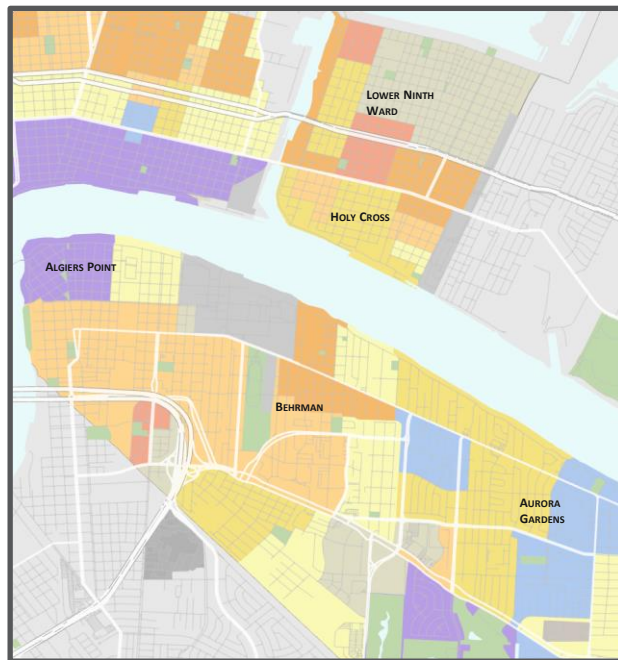 LOWER NINTH
WARD
HOLY CROSS
ALGIERS POINT
BEHRMAN
AURORA
GARDENS